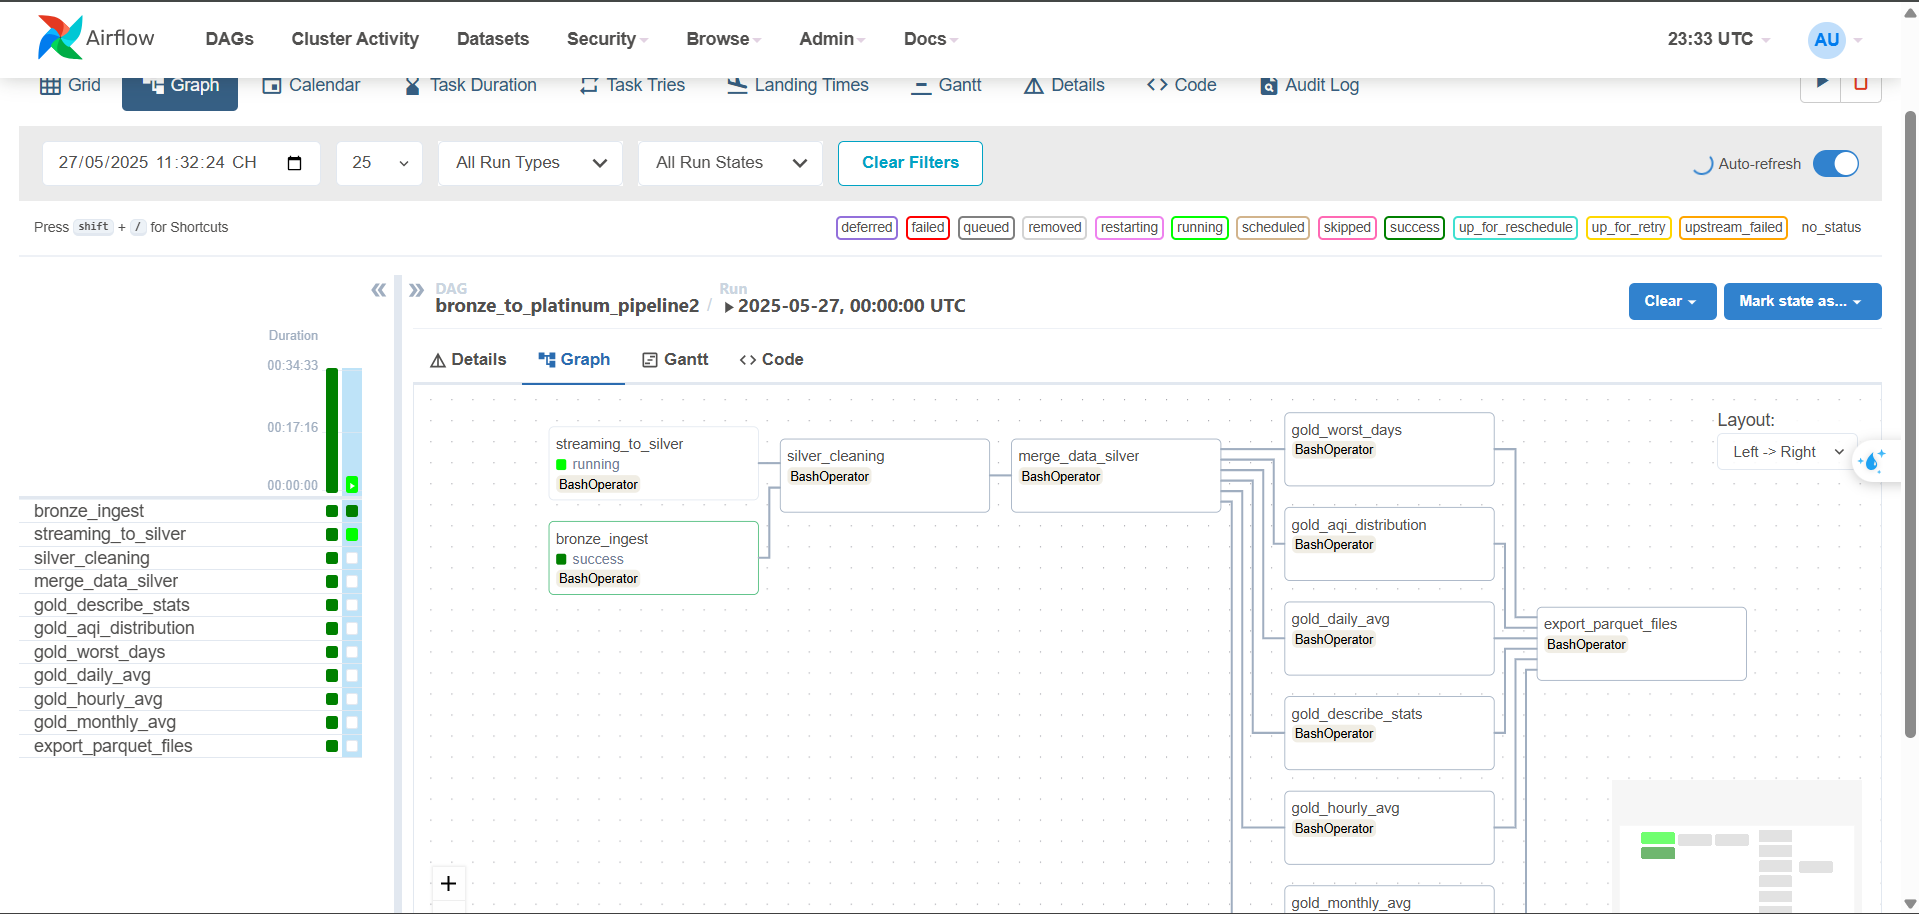 Airflow
DAGs
Cluster Activity
Datasets
Security
Browse
Admin
Docs
23:33 UTC
AU
Grid
Graph
Calendar
Task Duration
Task Tries
Landing Times
Gantt
Details
Code
Audit Log
27/05/2025 11:32:24 CH
25
All Run Types
All Run States
Clear Filters
Auto-refresh
Press shift + / for Shortcuts
deferred
failed
queued
removed
restarting
running
scheduled
skipped
success
up_for_reschedule
up_for_retry
upstream_failed
no_status
DAG
bronze_to_platinum_pipeline2 /
Run
2025-05-27, 00:00:00 UTC
Clear
Mark state as...
Details
Graph
Gantt
Code
Duration
00:34:33
00:17:16
00:00:00
bronze_ingest
streaming_to_silver
silver_cleaning
merge_data_silver
gold_describe_stats
gold_aqi_distribution
gold_worst_days
gold_daily_avg
gold_hourly_avg
gold_monthly_avg
export_parquet_files
streaming_to_silver
running
BashOperator
bronze_ingest
success
BashOperator
silver_cleaning
BashOperator
merge_data_silver
BashOperator
gold_worst_days
BashOperator
gold_aqi_distribution
BashOperator
gold_daily_avg
BashOperator
gold_describe_stats
BashOperator
gold_hourly_avg
BashOperator
gold_monthly_avg
export_parquet_files
BashOperator
Layout:
Left -> Right
+